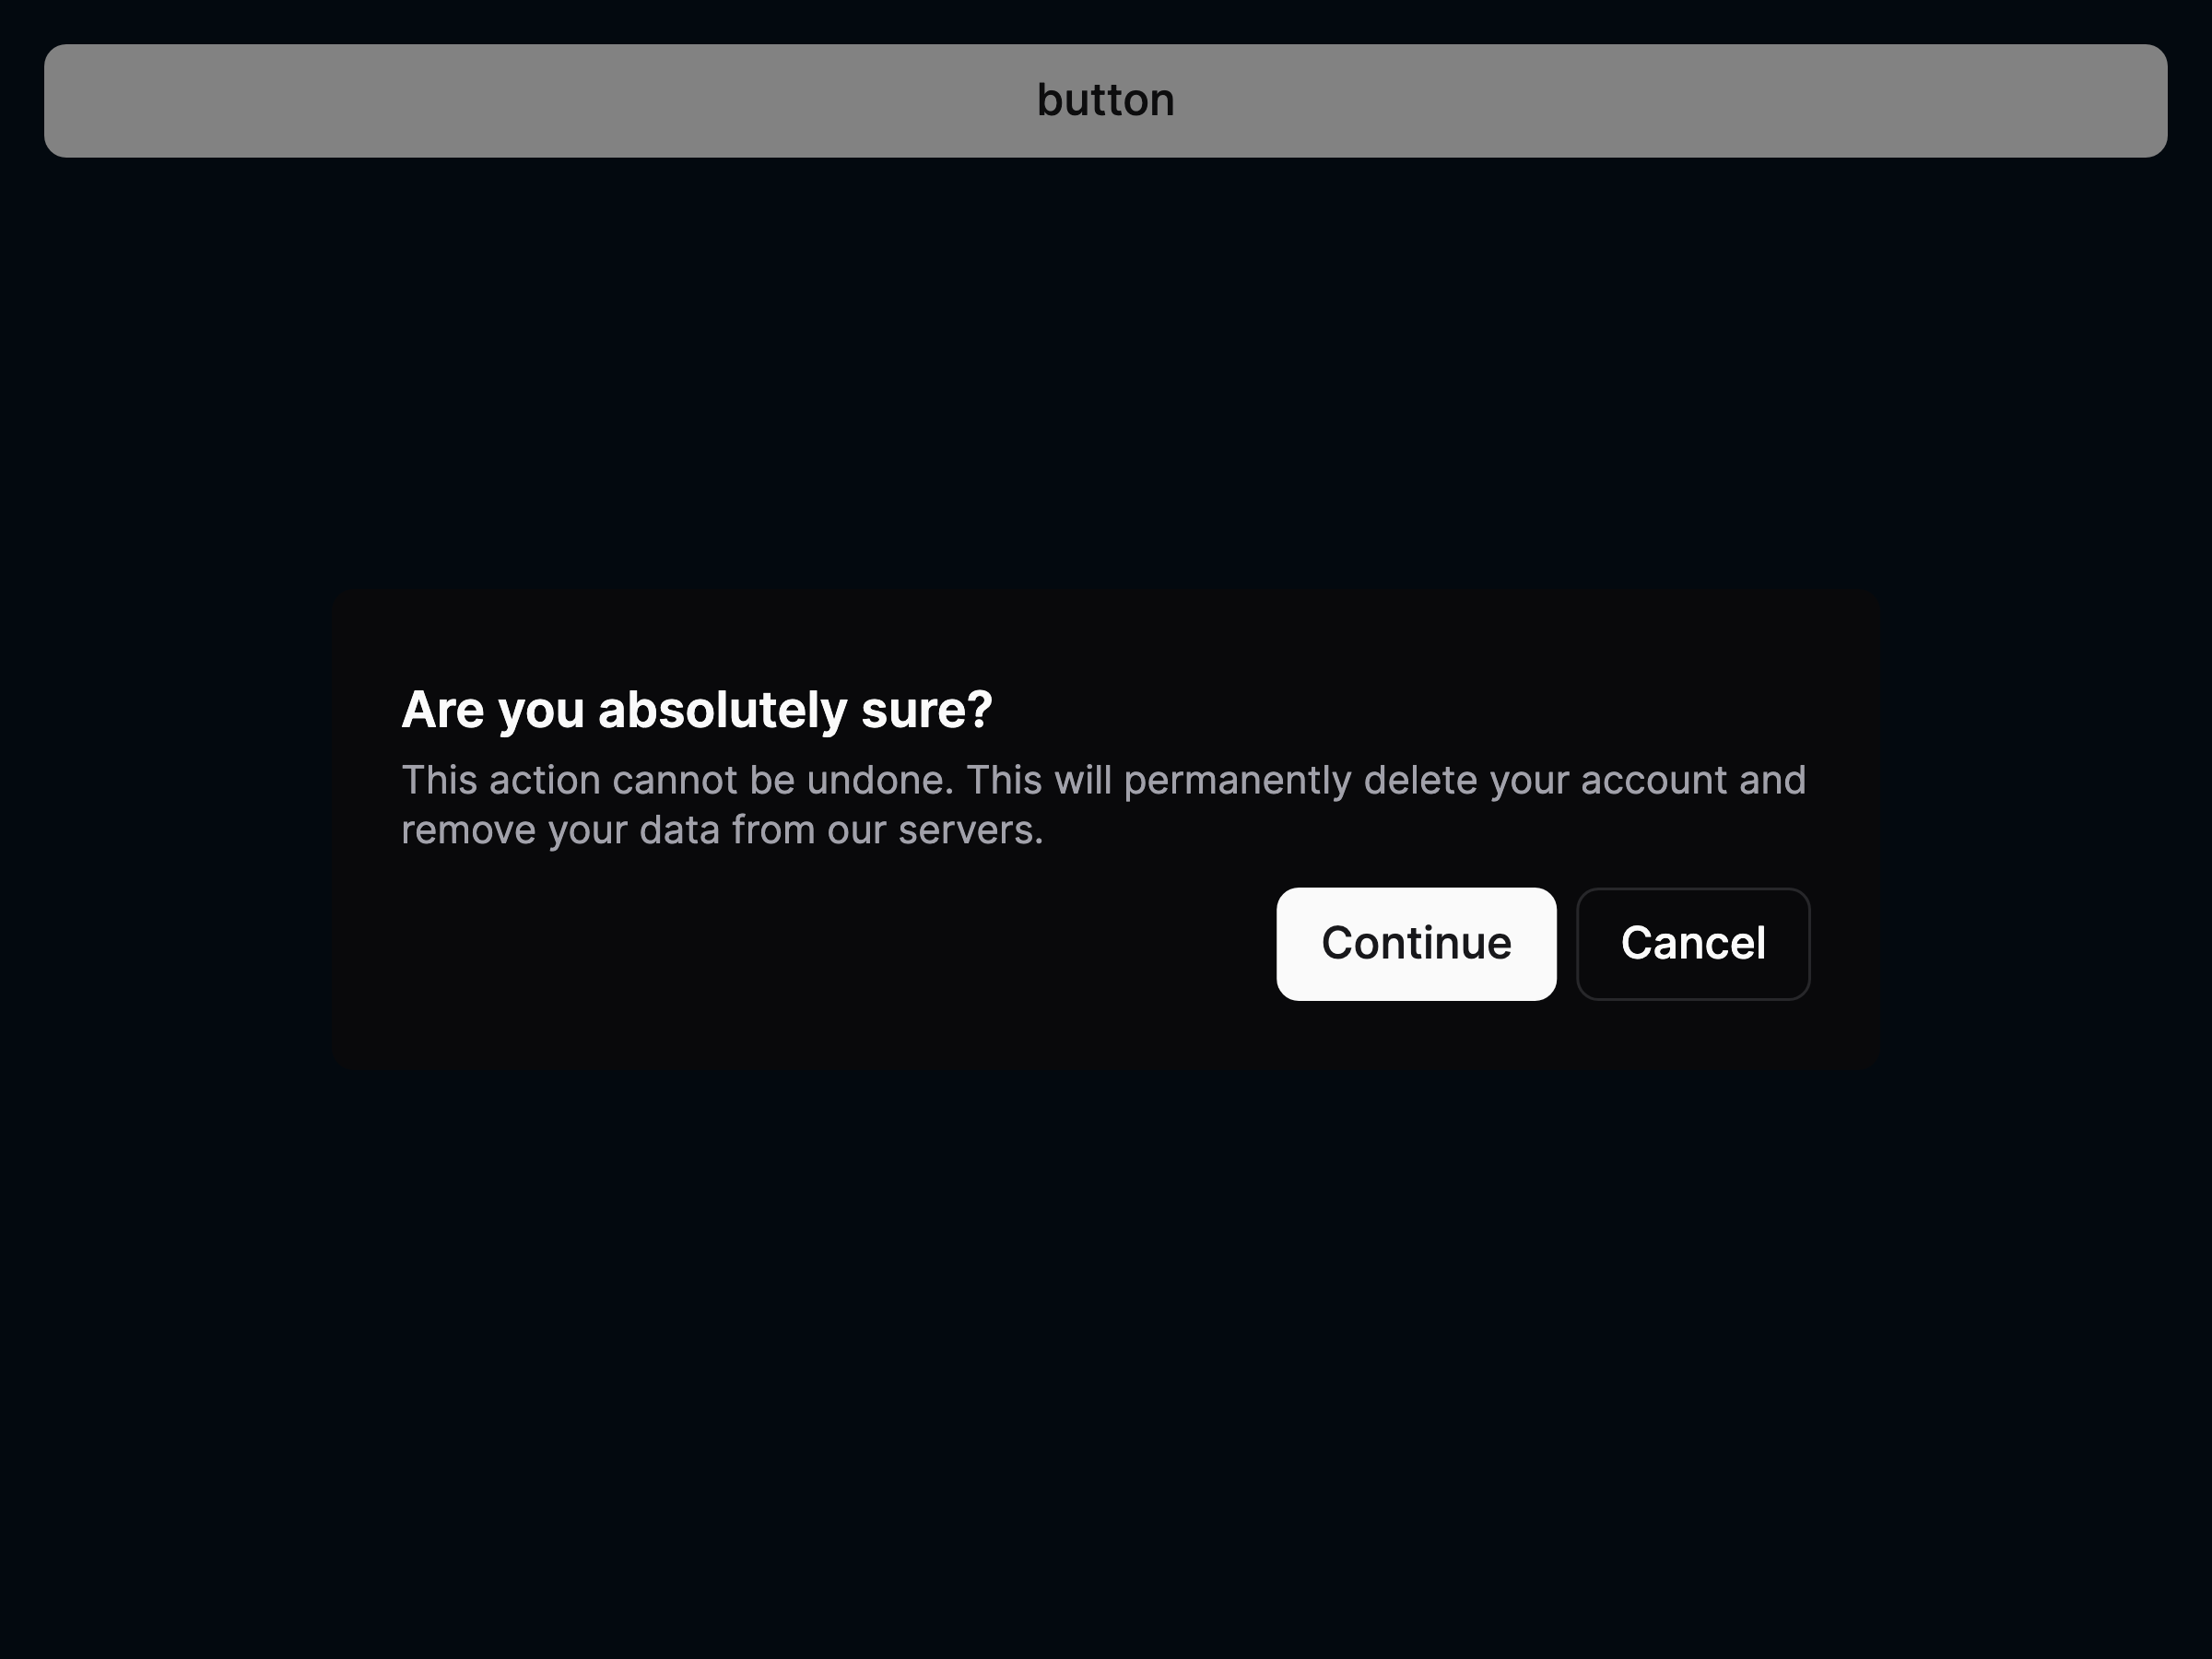 button
Are you absolutely sure?
This action cannot be undone. This will permanently delete your account and
remove your data from our servers.
Continue Cancel